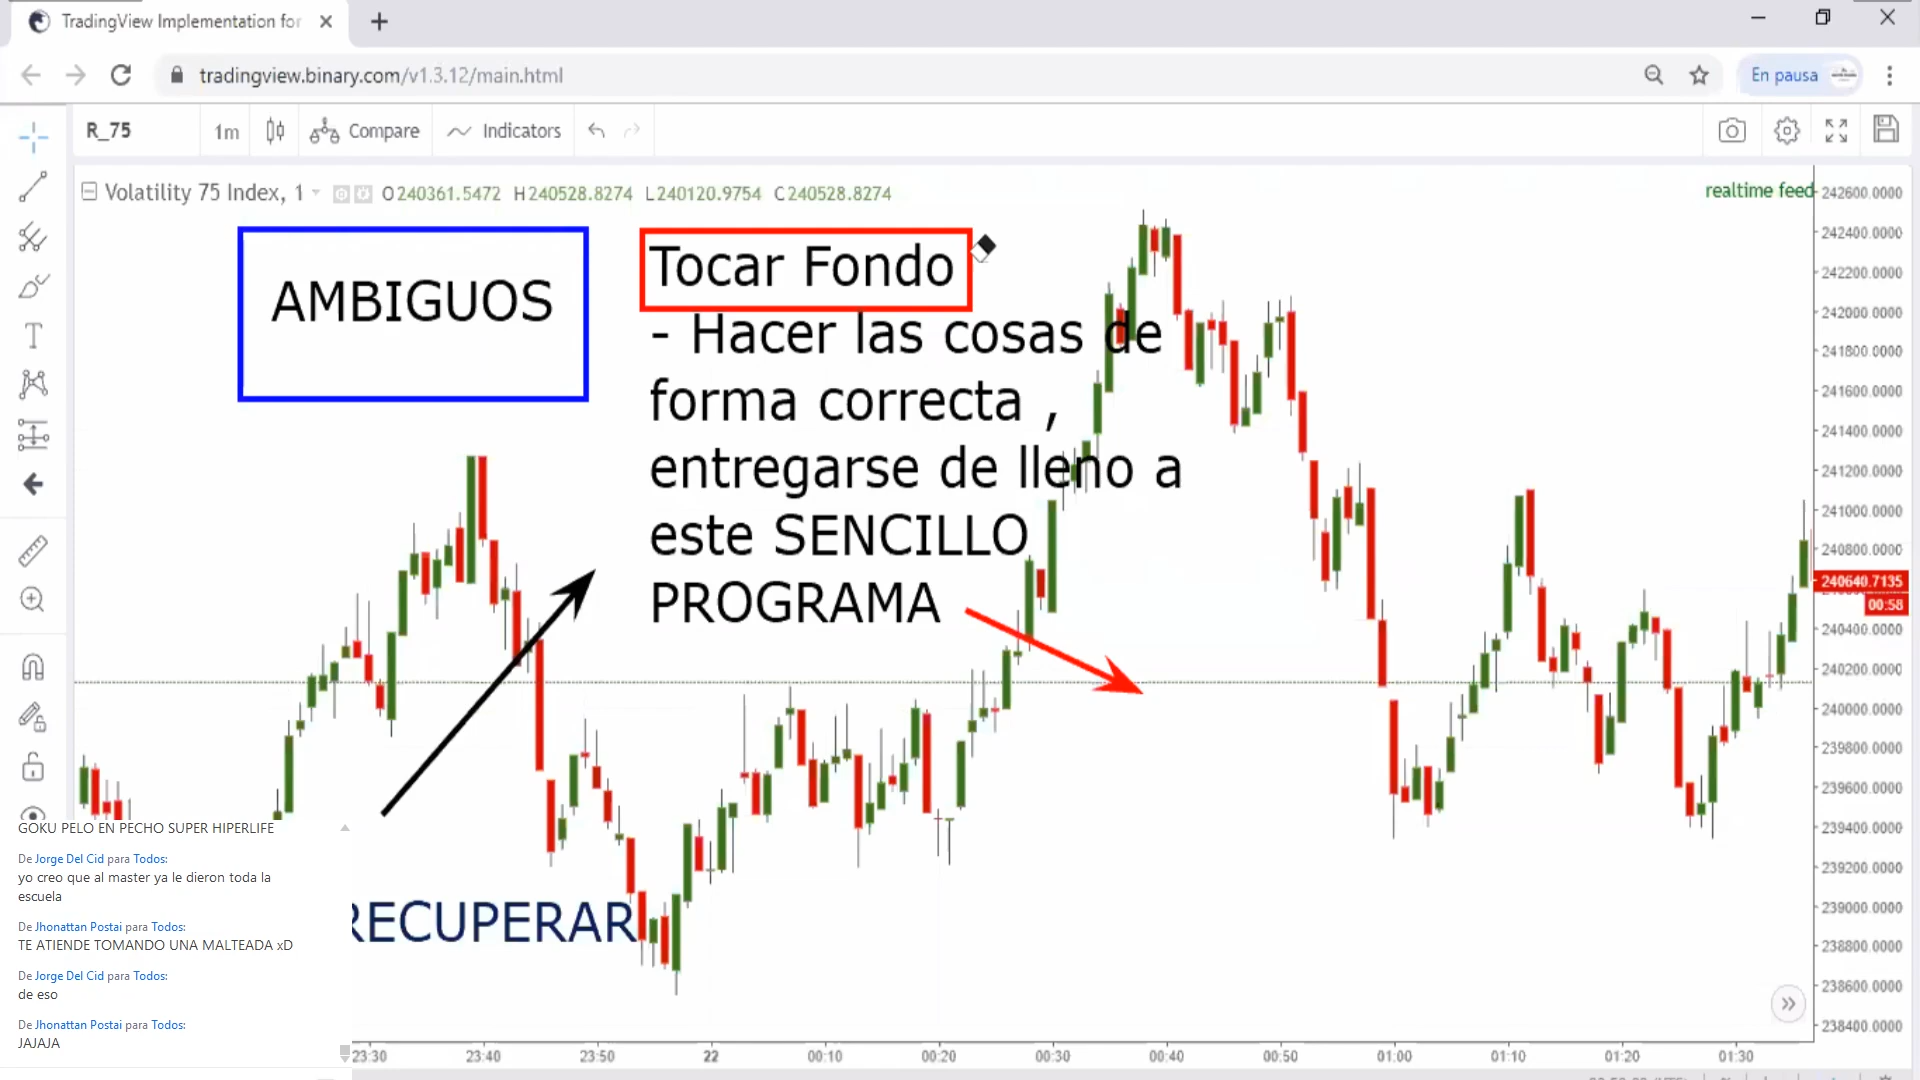 TradingView Implementation for
tradingview.binary.com/v1.3.12/main.html
En pausa
R_75
1m
Compare
Indicators
Volatility 75 Index, 1
O240361.5472 H240528.8274 L240120.9754 C240528.8274
realtime feed
AMBIGUOS
Tocar Fondo
- Hacer las cosas de
forma correcta ,
entregarse de lleno a
este SENCILLO
PROGRAMA
RECUPERAR
242600.0000
242400.0000
242200.0000
242000.0000
241800.0000
241600.0000
241400.0000
241200.0000
241000.0000
240800.0000
240640.7135
00:58
240400.0000
240200.0000
240000.0000
239800.0000
239600.0000
239400.0000
239200.0000
239000.0000
238800.0000
238600.0000
238400.0000
GOKU PELO EN PECHO SUPER HIPERLIFE
De Jorge Del Cid para Todos:
yo creo que al master ya le dieron toda la
escuela
De Jhonattan Postai para Todos:
TE ATIENDE TOMANDO UNA MALTEADA xD
De Jorge Del Cid para Todos:
de eso
De Jhonattan Postai para Todos:
JAJAJA
23:30 23:40 23:50 22 00:10 00:20 00:30 00:40 00:50 01:00 01:10 01:20 01:30